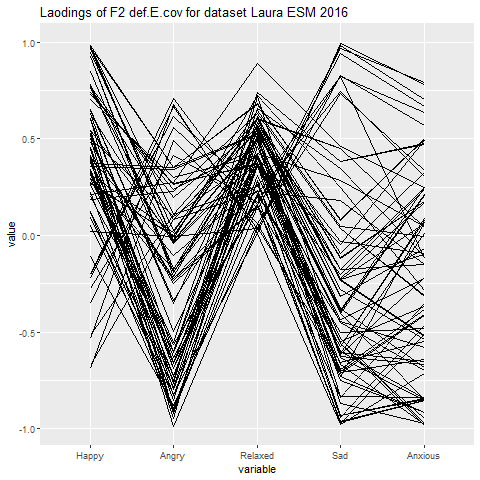 Laodings of F2 def.E.cov for dataset Laura ESM 2016
1.0
0.5
0.0
-0.5
-1.0
value
Happy Angry Relaxed Sad Anxious
variable